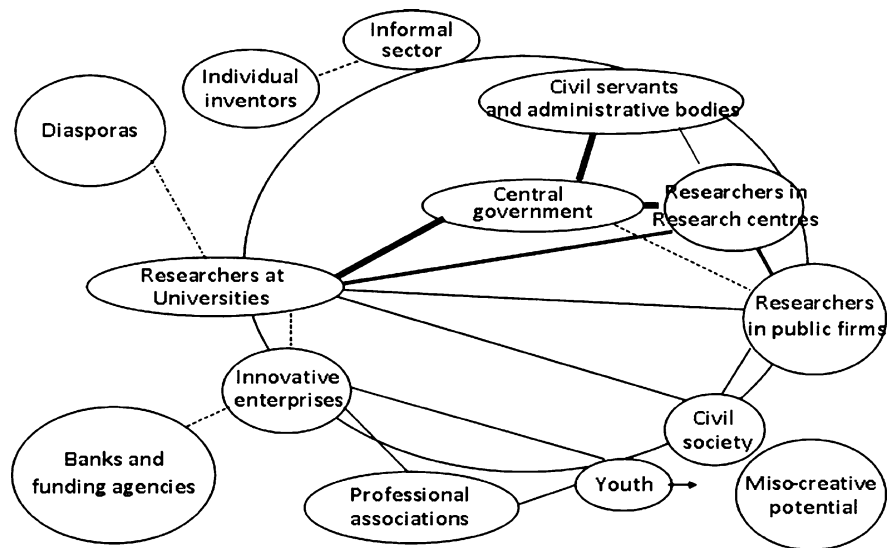 Informal
sector
Individual
inventors
Civil servants
and administrative bodies
Diasporas
Central
government
Researchers in
Research centres
Researchers at
Universities
Researchers
in public firms
Innovative
enterprises
Civil
society
Banks and
funding agencies
Professional
associations
Youth
Miso-creative
potential